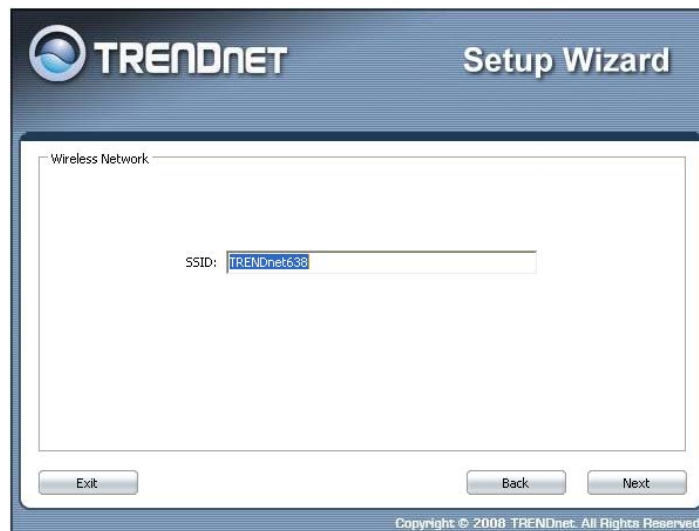 TRENDNET
Setup Wizard
Wireless Network
SSID: TRENDnet638
Exit
Back
Next
Copyright © 2008 TRENDnet. All Rights Reserved